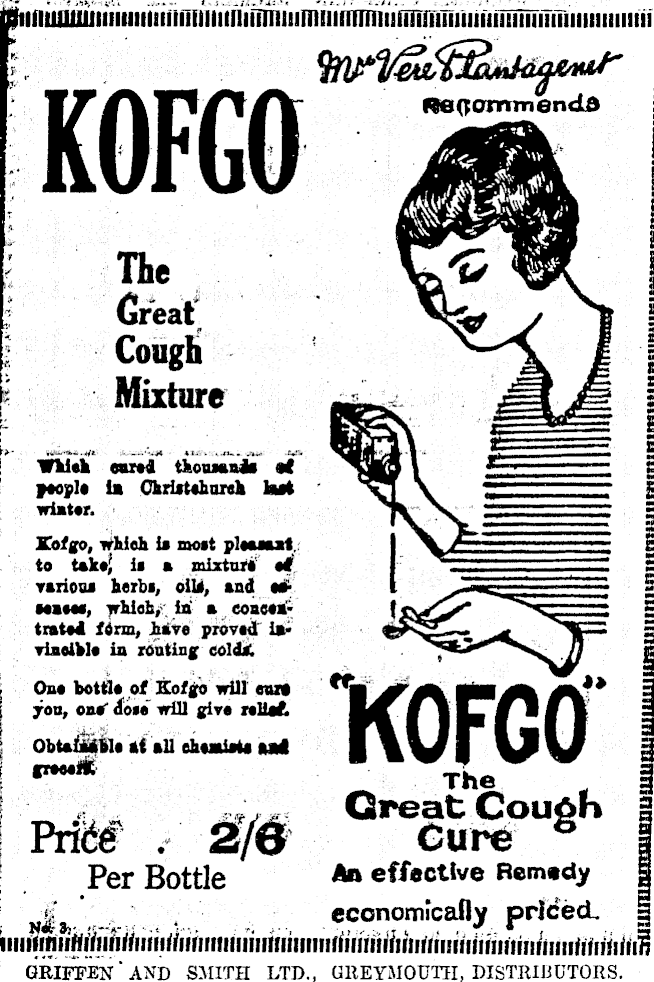 KOFGO
The
Great
Cough
Mixture
Which cured thousands of
people in Christchurch last
winter.
Kofgo, which is most pleasant
to take, is a mixture of
various herbs, oils, and es-
sences, which, in a concen-
trated form, have proved in-
vincible in routing colds.
One bottle of Kofgo will cure
you, one dose will give relief.
Obtainable at all chemists and
grocers.
Price . 2/6
Per Bottle
No. 3.
Mrs Vere Plantagenet
Recommends
"KOFGO"
The
Great Cough
Cure
An effective Remedy
economically priced.
GRIFFEN AND SMITH LTD., GREYMOUTH, DISTRIBUTORS.